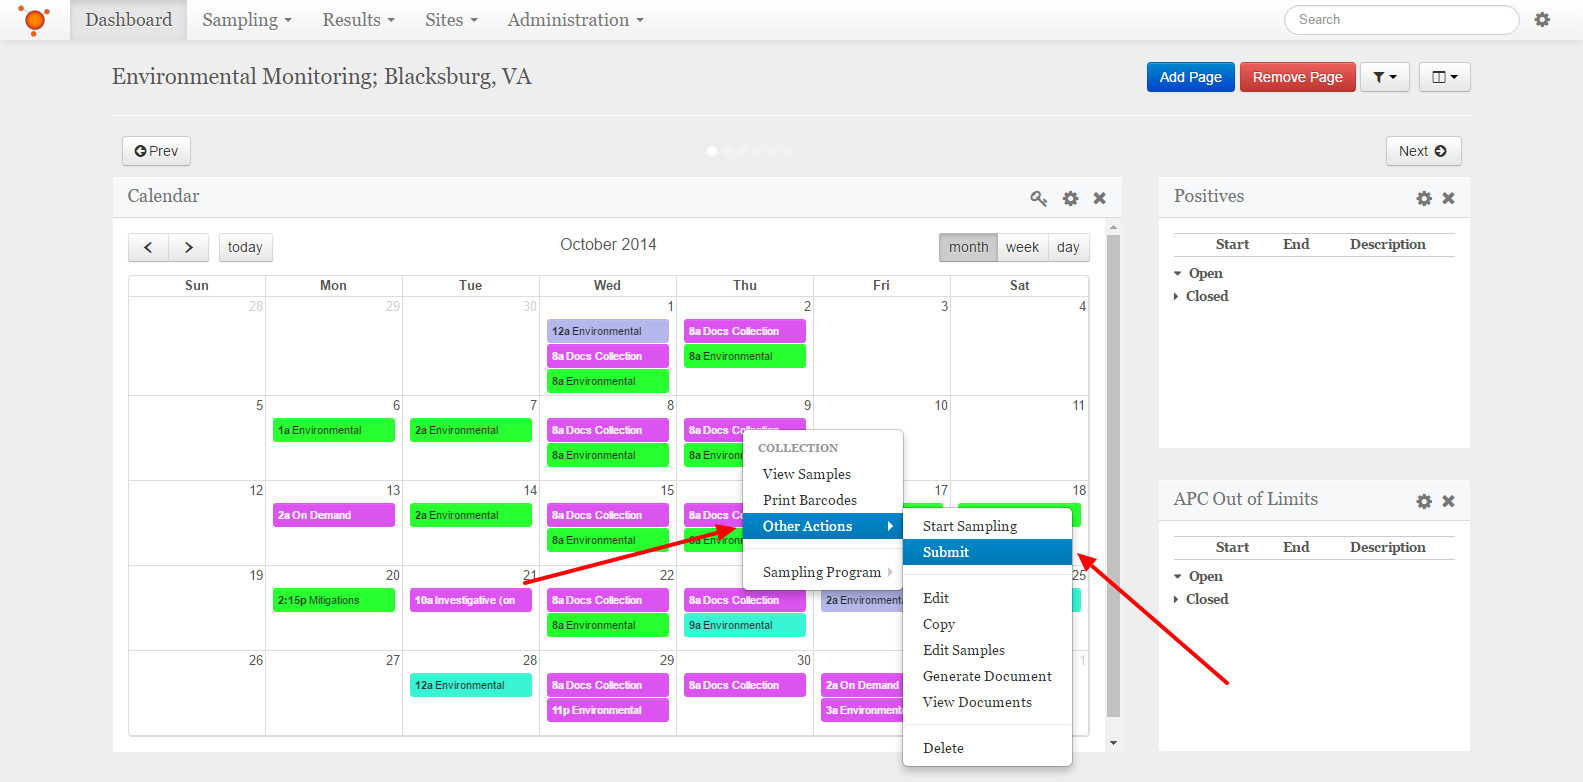 Dashboard Sampling Results Sites Administration Search
Environmental Monitoring; Blacksburg, VA
Add Page Remove Page
Prev Next
Calendar
today October 2014 month week day
Sun Mon Tue Wed Thu Fri Sat
28 29 30 1 2 3 4
12a Environmental 8a Docs Collection
8a Docs Collection 8a Environmental
8a Environmental
5 6 7 8 9 10 11
1a Environmental 2a Environmental 8a Docs Collection 8a Docs Collection
8a Environmental 8a Environ
12 13 14 15 17 18
2a On Demand 2a Environmental 8a Docs Collection 8a Docs Co
8a Environmental 8a Environ
19 20 21 22 25
2:15p Mitigations 10a Investigative (on 8a Docs Collection 8a Docs Collection 2a Environmenta
8a Environmental 9a Environmental
26 27 28 29 30 1
12a Environmental 8a Docs Collection 8a Docs Collection 2a On Demand
11p Environmental 3a Environment
COLLECTION
View Samples
Print Barcodes
Other Actions
Sampling Program
Start Sampling
Submit
Edit
Copy
Edit Samples
Generate Document
View Documents
Delete
Positives
Start End Description
Open
Closed
APC Out of Limits
Start End Description
Open
Closed